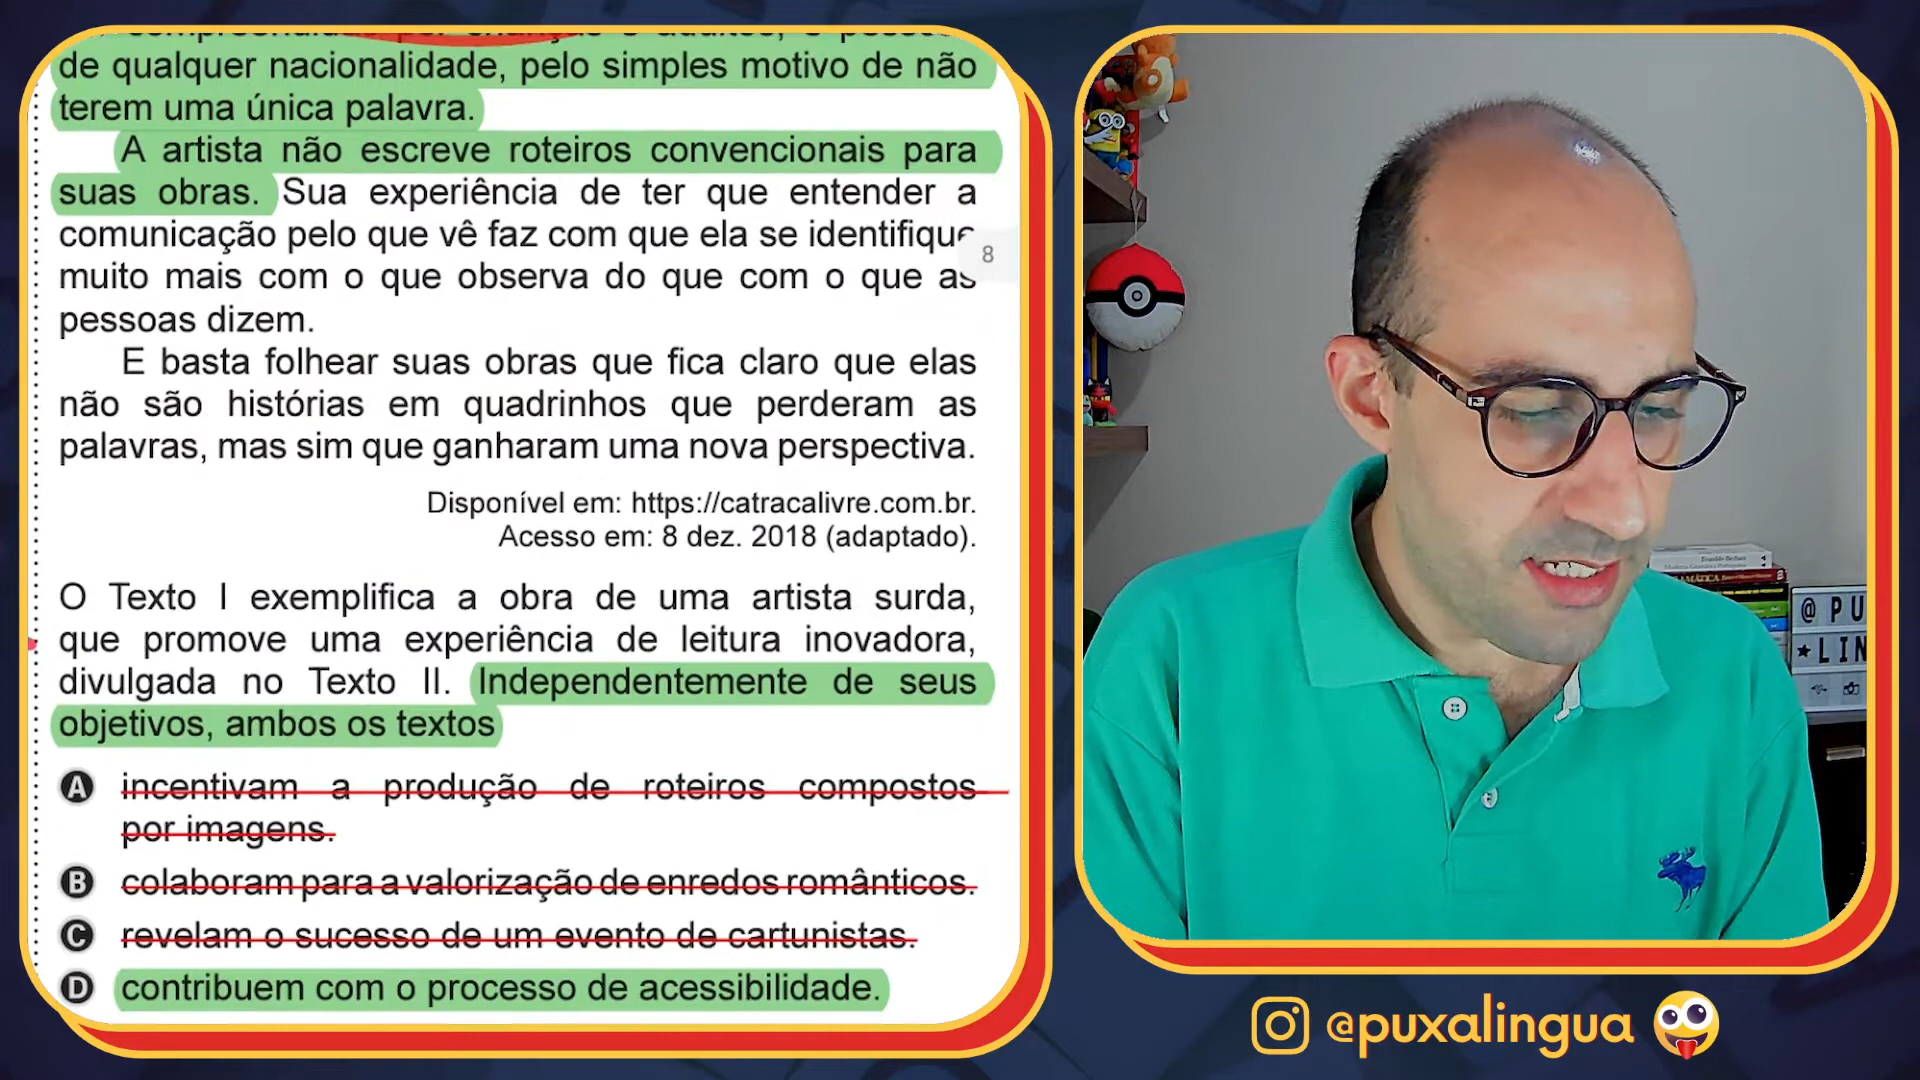 de qualquer nacionalidade, pelo simples motivo de não
terem uma única palavra.
A artista não escreve roteiros convencionais para
suas obras. Sua experiência de ter que entender a
comunicação pelo que vê faz com que ela se identifique
muito mais com o que observa do que com o que as
pessoas dizem.
E basta folhear suas obras que fica claro que elas
não são histórias em quadrinhos que perderam as
palavras, mas sim que ganharam uma nova perspectiva.
Disponível em: https://catracalivre.com.br.
Acesso em: 8 dez. 2018 (adaptado).
O Texto I exemplifica a obra de uma artista surda,
que promove uma experiência de leitura inovadora,
divulgada no Texto II. Independentemente de seus
objetivos, ambos os textos
A incentivam a produção de roteiros compostos
por imagens.
B colaboram para a valorização de enredos românticos.
C revelam o sucesso de um evento de cartunistas.
D contribuem com o processo de acessibilidade.
8
@ PU
★LIN
@puxalingua